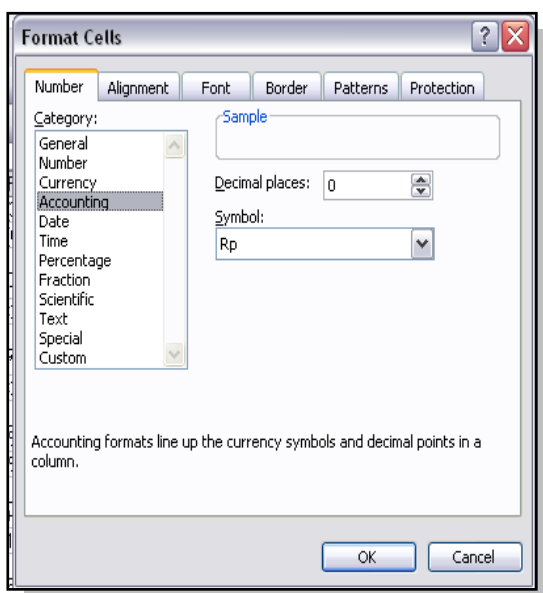 Format Cells
Number Alignment Font Border Patterns Protection
Category:
General
Number
Currency
Accounting
Date
Time
Percentage
Fraction
Scientific
Text
Special
Custom
Sample
Decimal places: 0
Symbol:
Rp
Accounting formats line up the currency symbols and decimal points in a
column.
OK Cancel